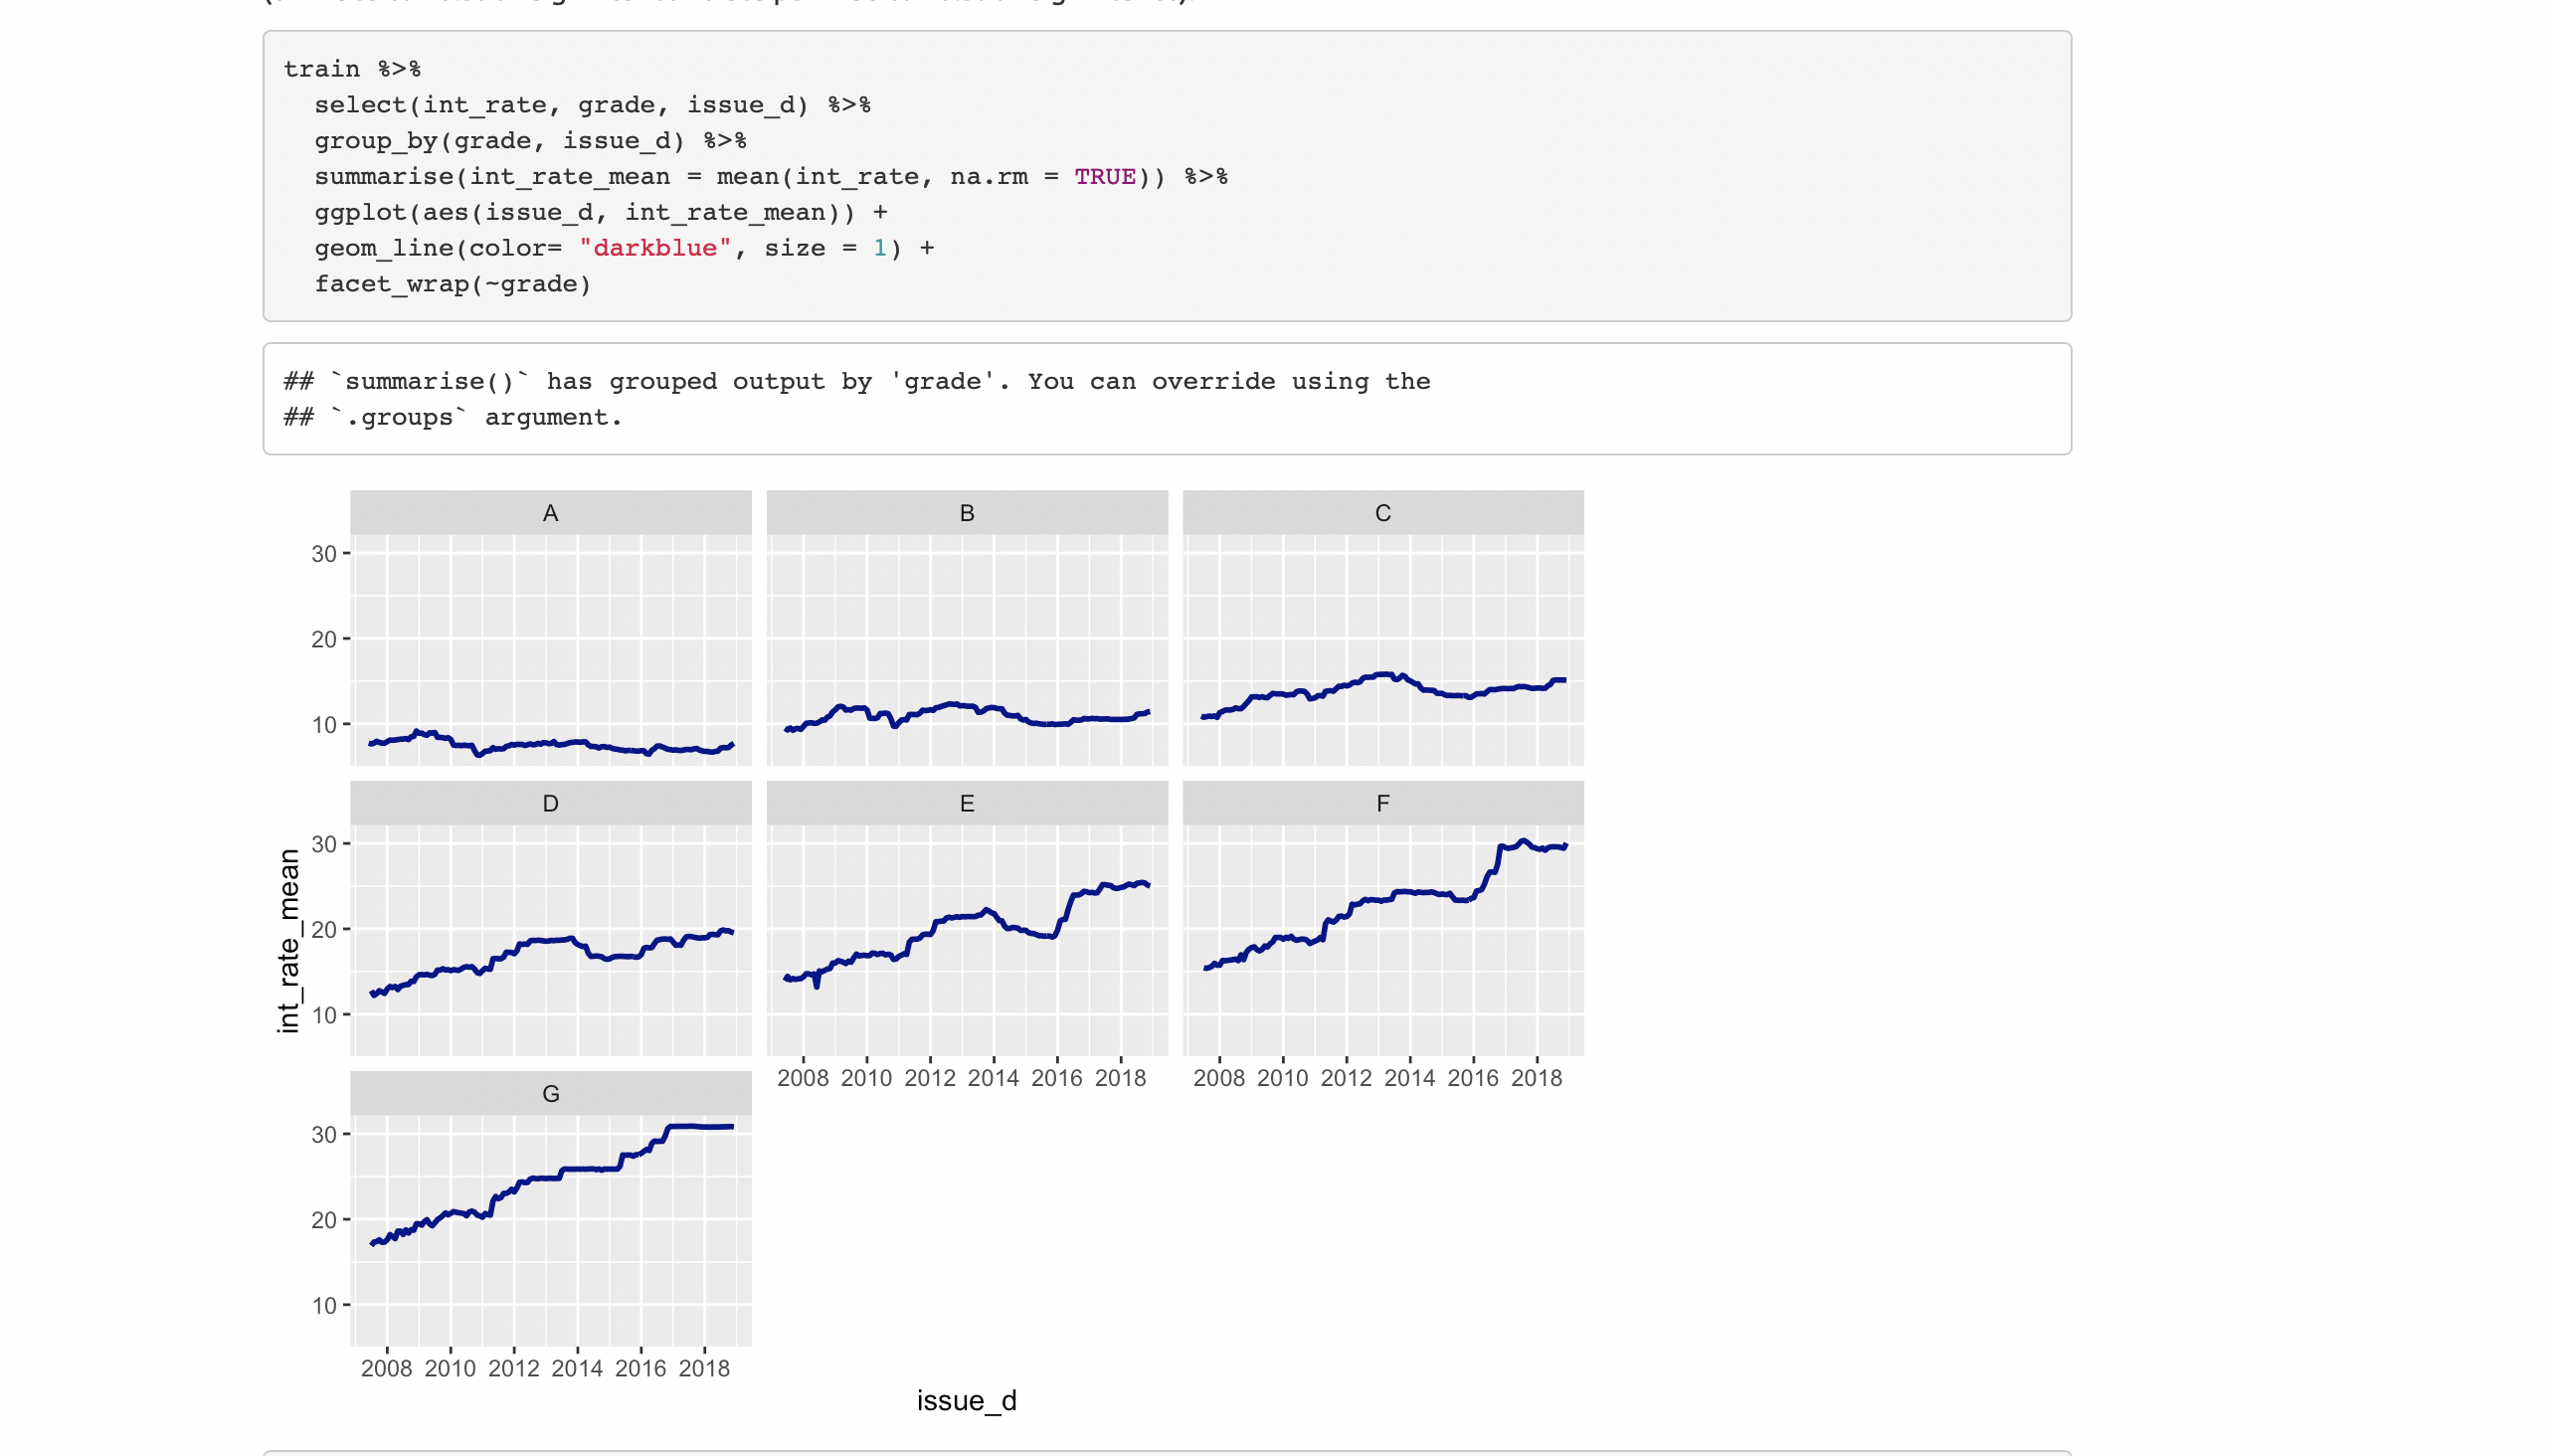 train %>%
select(int_rate, grade, issue_d) %>%
group_by(grade, issue_d) %>%
summarise(int_rate_mean = mean(int_rate, na.rm = TRUE)) %>%
ggplot(aes(issue_d, int_rate_mean)) +
geom_line(color= "darkblue", size = 1) +
facet_wrap(~grade)
## `summarise()` has grouped output by 'grade'. You can override using the
## `.groups` argument.
A B C
30
20
10
D E F
30
20
10
2008 2010 2012 2014 2016 2018 2008 2010 2012 2014 2016 2018
int_rate_mean
G
30
20
10
2008 2010 2012 2014 2016 2018
issue_d